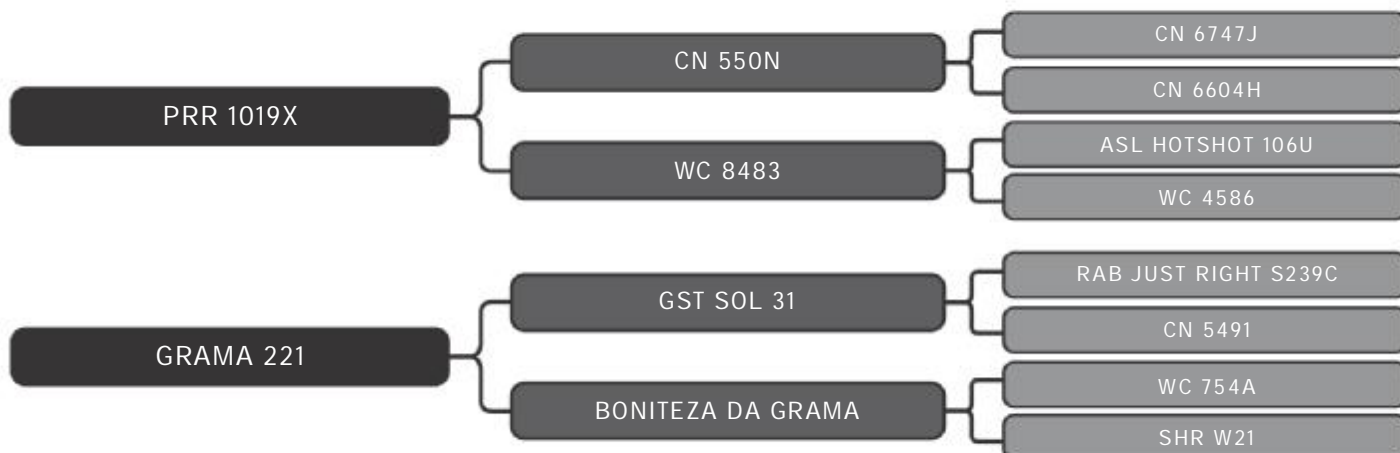 PRR 1019X
CN 550N
CN 6747J
CN 6604H
WC 8483
ASL HOTSHOT 106U
WC 4586
GRAMA 221
GST SOL 31
RAB JUST RIGHT S239C
CN 5491
BONITEZA DA GRAMA
WC 754A
SHR W21